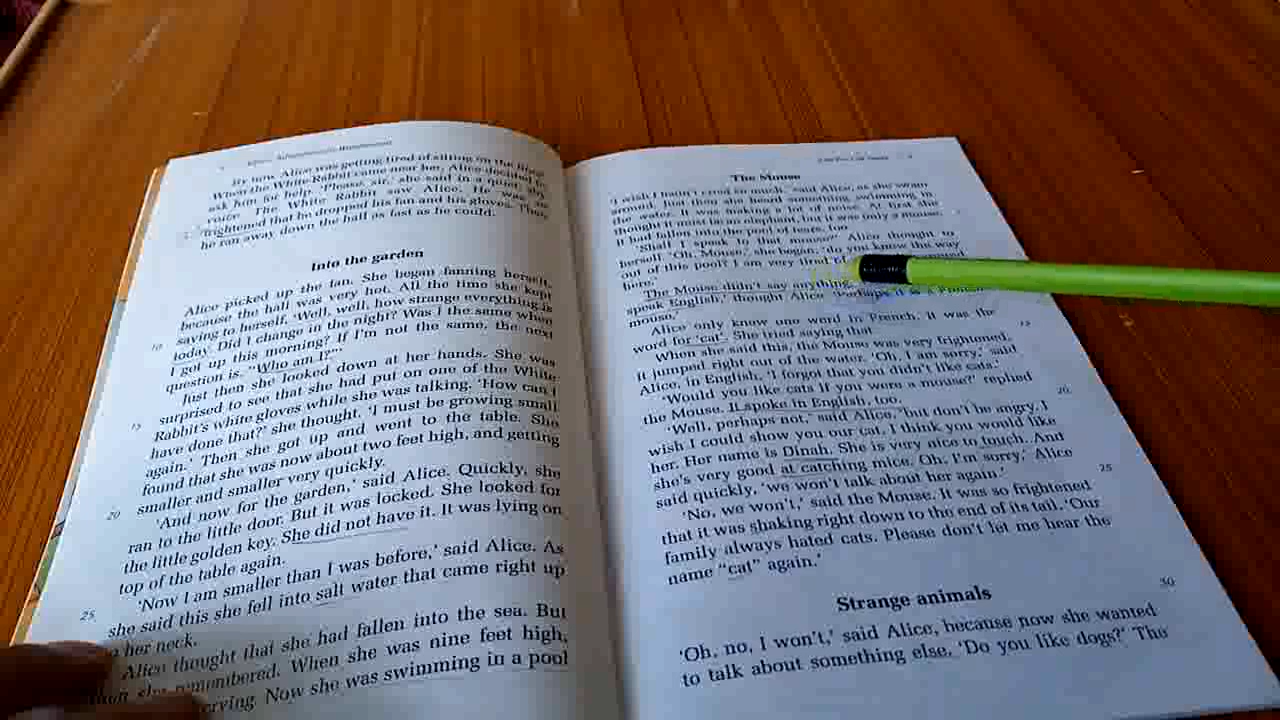 Alice's Adventures in Wonderland
By now, Alice was getting tired of sitting on the floor.
When the White Rabbit came near her, Alice decided to
ask him for help. 'Please, sir,' she said in a quiet, shy
voice. The White Rabbit saw Alice. He was so
frightened that he dropped his fan and his gloves. Then
he ran away down the hall as fast as he could.
Into the garden
Alice picked up the fan. She began fanning herself,
because the hall was very hot. All the time she kept
saying to herself, 'Well, well, how strange everything is
today. Did I change in the night? Was I the same when
10
I got up this morning? If I'm not the same, the next
question is, "Who am I?"'
Just then she looked down at her hands. She was
surprised to see that she had put on one of the White
Rabbit's white gloves while she was talking. 'How can I
15
have done that?' she thought. 'I must be growing small
again.' Then she got up and went to the table. She
found that she was now about two feet high, and getting
smaller and smaller very quickly.
'And now for the garden,' said Alice. Quickly, she
20
ran to the little door. But it was locked. She looked for
the little golden key. She did not have it. It was lying on
top of the table again.
'Now I am smaller than I was before,' said Alice. As
25
she said this she fell into salt water that came right up
her neck.
Alice thought that she had fallen into the sea. But
she remembered. When she was nine feet high,
Now she was swimming in a pool
The Mouse
'I wish I hadn't cried so much,' said Alice, as she swam
around. Just then she heard something swimming in
the water. It was making a lot of noise. At first she
thought it must be an elephant, but it was only a mouse.
It had fallen into the pool of tears, too.
'Shall I speak to that mouse?' Alice thought to
herself. 'Oh, Mouse,' she began, 'do you know the way
out of this pool? I am very tired
here.'
The Mouse didn't say anything.
speak English,' thought Alice. 'Perhaps it is a French
mouse.'
Alice only know one word in French. It was the
15
word for 'cat'. She tried saying that
When she said this, the Mouse was very frightened.
It jumped right out of the water. 'Oh, I am sorry,' said
Alice, in English, 'I forgot that you didn't like cats.'
'Would you like cats if you were a mouse?' replied
20
the Mouse. It spoke in English, too.
'Well, perhaps not,' said Alice, 'but don't be angry. I
wish I could show you our cat. I think you would like
her. Her name is Dinah. She is very nice to touch. And
she's very good at catching mice. Oh, I'm sorry,' Alice
25
said quickly, 'we won't talk about her again.'
'No, we won't,' said the Mouse. It was so frightened
that it was shaking right down to the end of its tail. 'Our
family always hated cats. Please don't let me hear the
name "cat" again.'
30
Strange animals
'Oh, no, I won't,' said Alice, because now she wanted
to talk about something else. 'Do you like dogs?' The